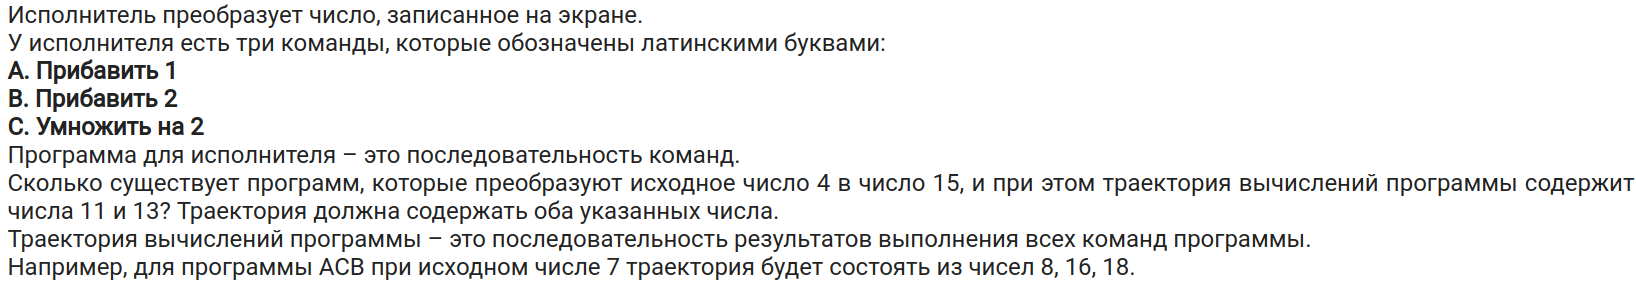 Исполнитель преобразует число, записанное на экране.
У исполнителя есть три команды, которые обозначены латинскими буквами:
A. Прибавить 1
B. Прибавить 2
C. Умножить на 2
Программа для исполнителя – это последовательность команд.
Сколько существует программ, которые преобразуют исходное число 4 в число 15, и при этом траектория вычислений программы содержит
числа 11 и 13? Траектория должна содержать оба указанных числа.
Траектория вычислений программы – это последовательность результатов выполнения всех команд программы.
Например, для программы ACB при исходном числе 7 траектория будет состоять из чисел 8, 16, 18.